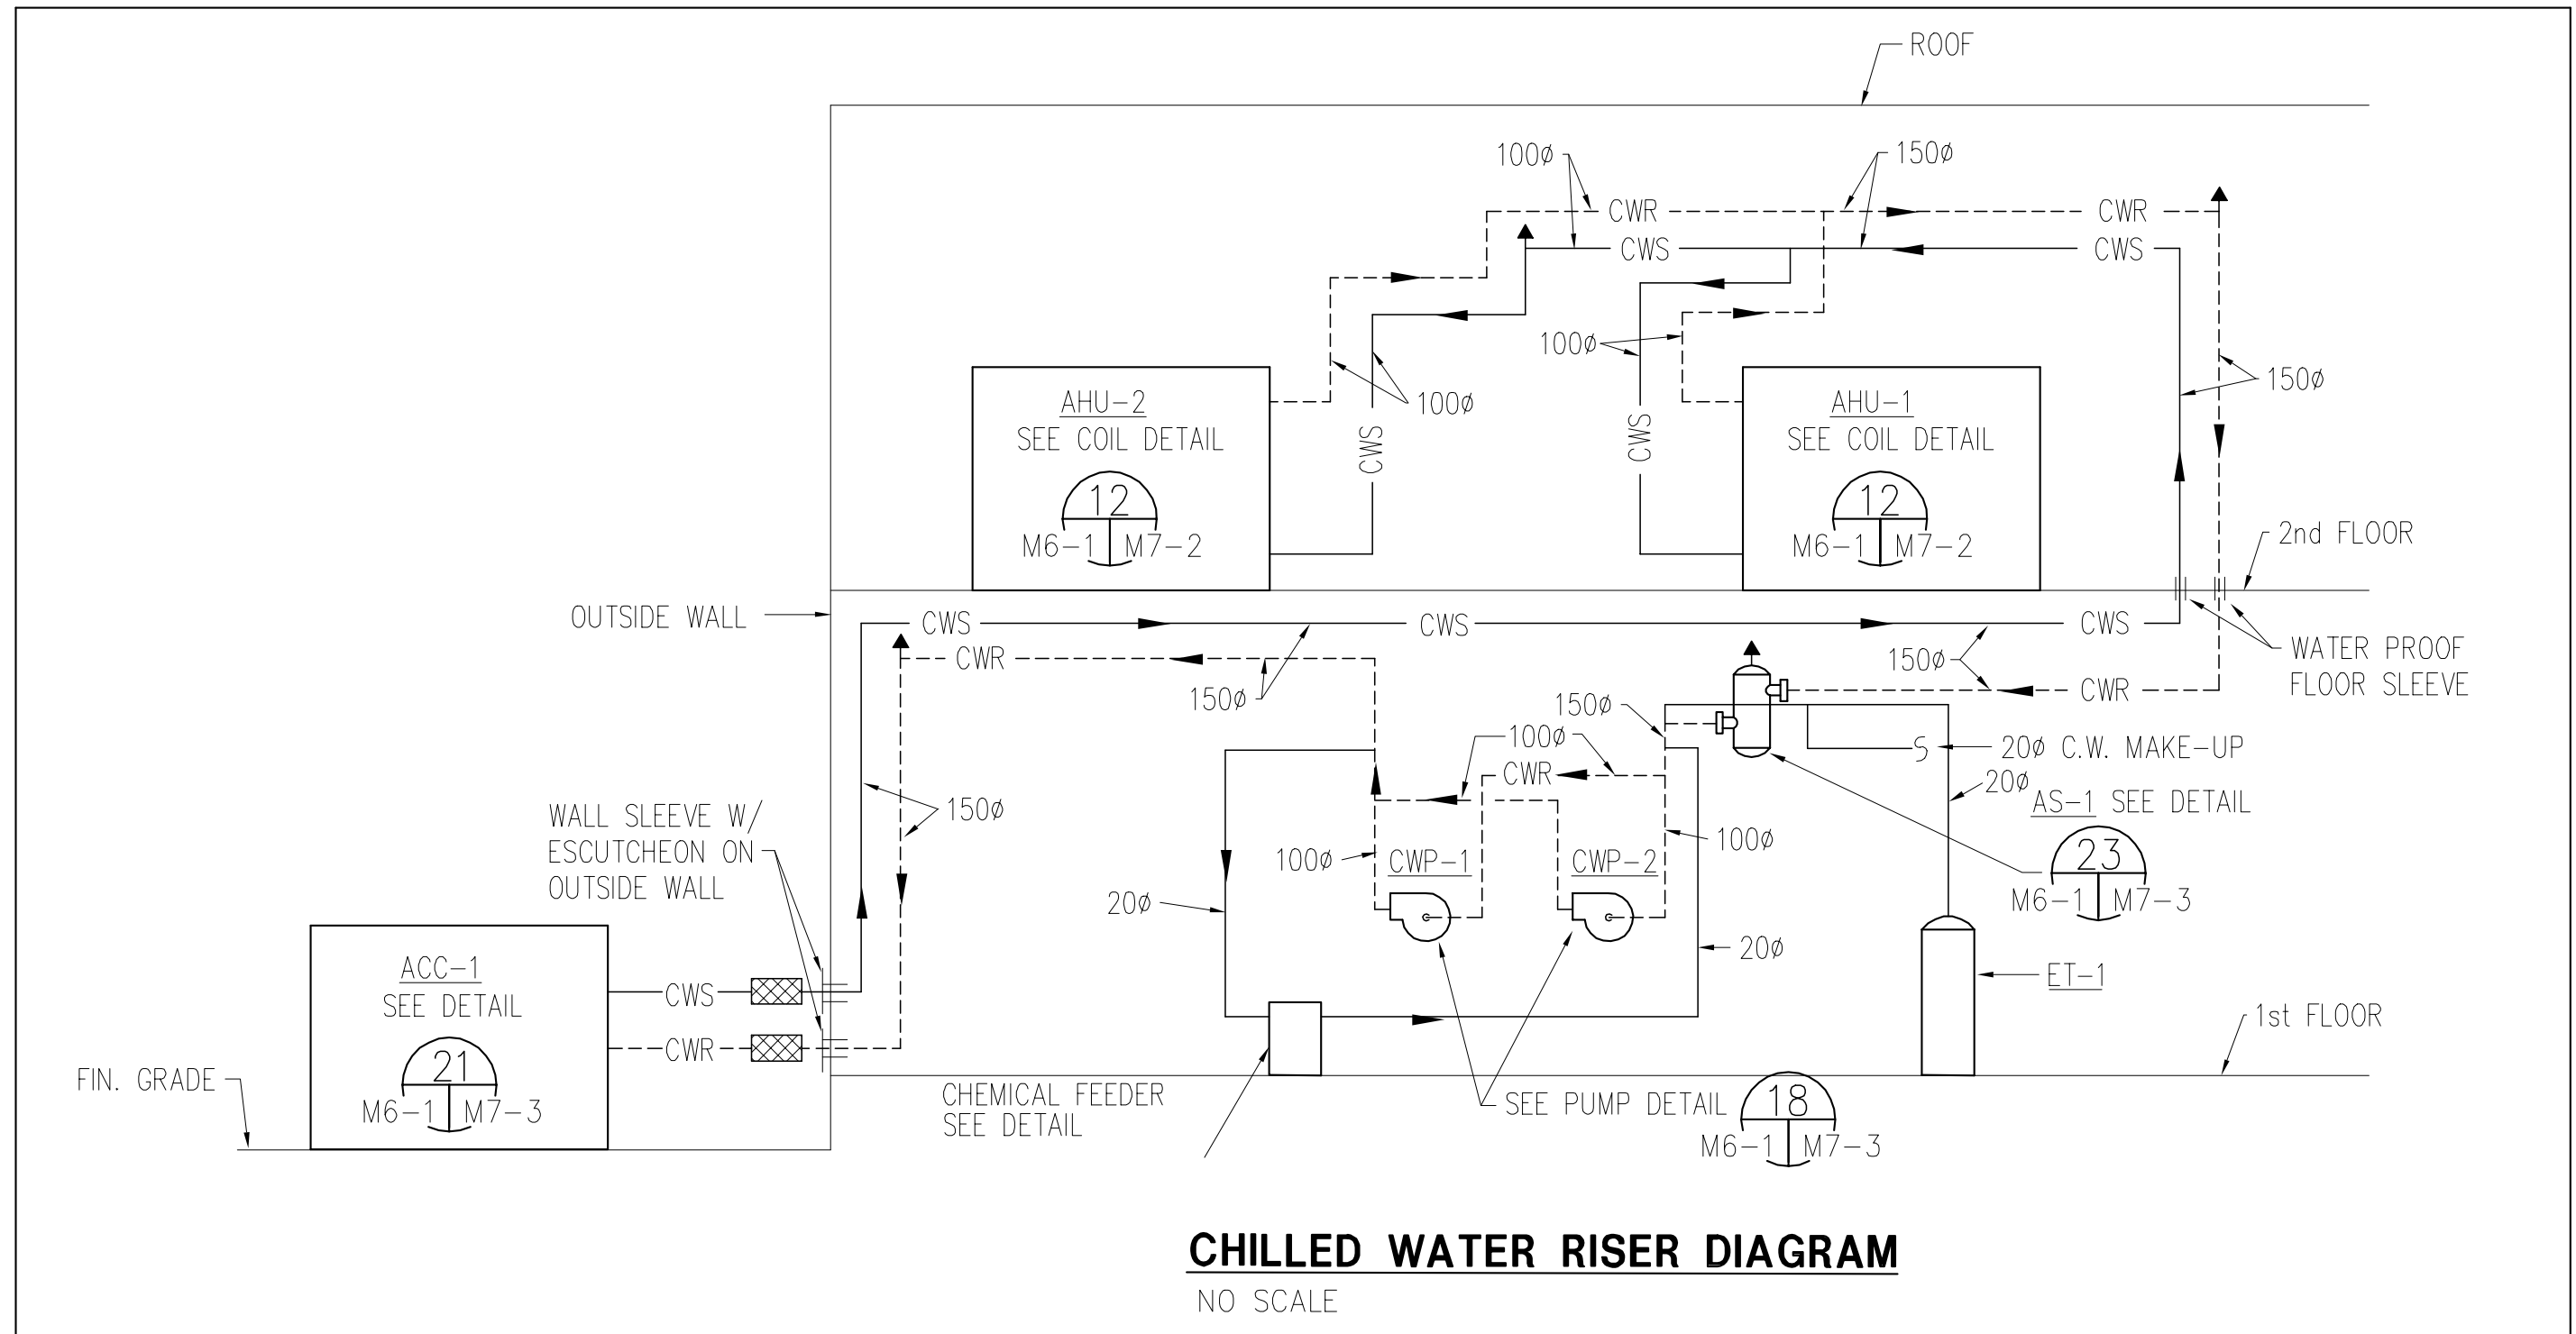 ROOF
100ø
150ø
CWR
CWR
CWS
CWS
100ø
150ø
AHU-2
SEE COIL DETAIL
12
M6-1
M7-2
100ø
CWS
CWS
AHU-1
SEE COIL DETAIL
12
M6-1
M7-2
2nd FLOOR
OUTSIDE WALL
CWS
CWS
CWS
CWR
150ø
150ø
CWR
WATER PROOF
FLOOR SLEEVE
150ø
100ø
20ø C.W. MAKE-UP
CWR
20ø
AS-1 SEE DETAIL
23
M6-1
M7-3
WALL SLEEVE W/
ESCUTCHEON ON
OUTSIDE WALL
150ø
100ø
CWP-1
CWP-2
100ø
20ø
20ø
ET-1
ACC-1
SEE DETAIL
21
M6-1
M7-3
CWS
CWR
FIN. GRADE
1st FLOOR
CHEMICAL FEEDER
SEE DETAIL
SEE PUMP DETAIL
18
M6-1
M7-3
CHILLED WATER RISER DIAGRAM
NO SCALE